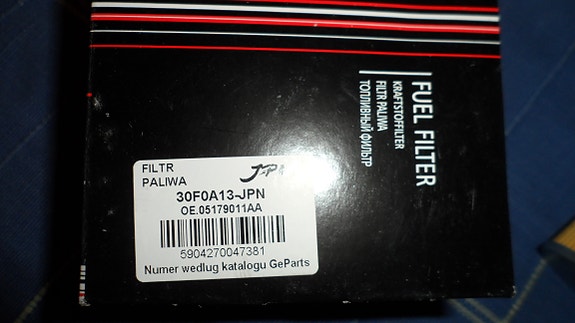 FUEL FILTER
KRAFTSTOFFILTER
FILTR PALIWA
ТОПЛИВНЫЙ ФИЛЬТР
FILTR
PALIWA
30F0A13-JPN
OE.05179011AA
5904270047381
Numer wedlug katalogu GeParts